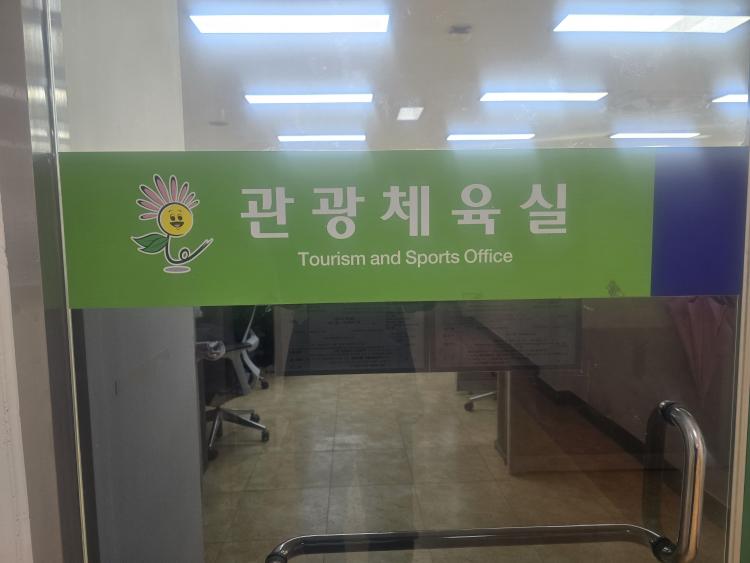 관광체육실
Tourism and Sports Office